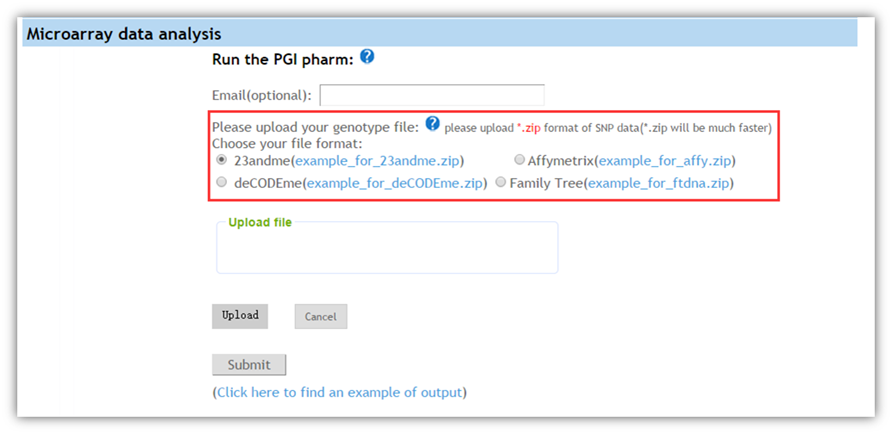 Microarray data analysis
Run the PGI pharm: ?
Email(optional):
Please upload your genotype file: ? please upload *.zip format of SNP data(*.zip will be much faster)
Choose your file format:
23andme(example_for_23andme.zip) Affymetrix(example_for_affy.zip)
deCODEme(example_for_deCODEme.zip) Family Tree(example_for_ftdna.zip)
Upload file
Upload Cancel
Submit
(Click here to find an example of output)